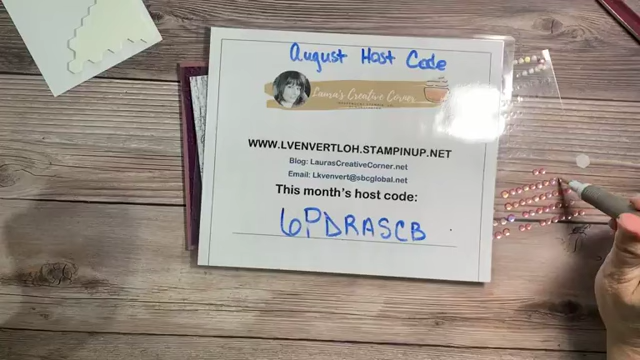 August Host Code
Laura's Creative Corner
WWW.LVENVERTLOH.STAMPINUP.NET
Blog: LaurasCreativeCorner.net
Email: Lkvenvert@sbcglobal.net
This month's host code:
6PDRASCB